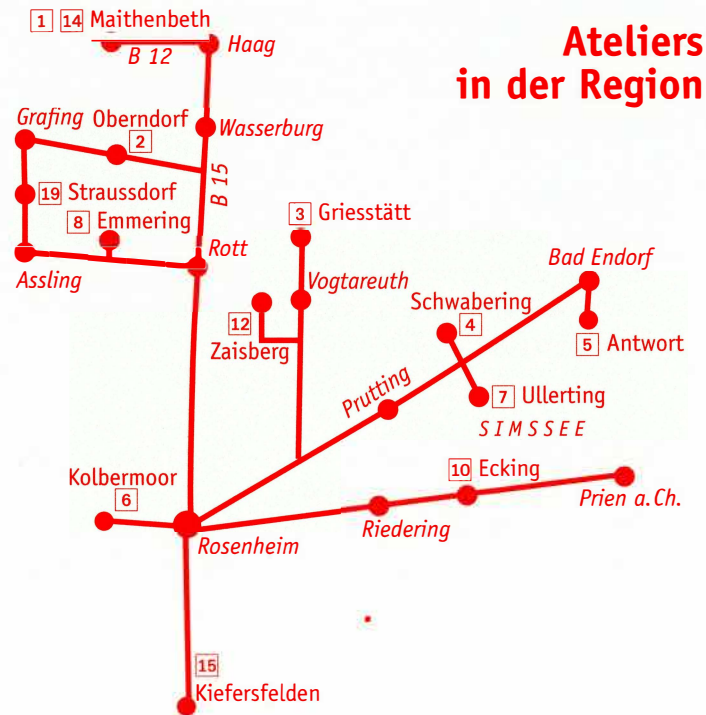 Ateliers
in der Region
1 14 Maithenbeth
B 12
Haag
Grafing
Oberndorf
2
Wasserburg
19 Straussdorf
B 15
8 Emmering
Assling
Rott
3 Griesstätt
Vogtareuth
12
Zaisberg
Bad Endorf
Schwabering
4
5 Antwort
Prutting
7 Ullerting
SIMSSEE
Kolbermoor
6
10 Ecking
Prien a. Ch.
Riedering
Rosenheim
15
Kiefersfelden